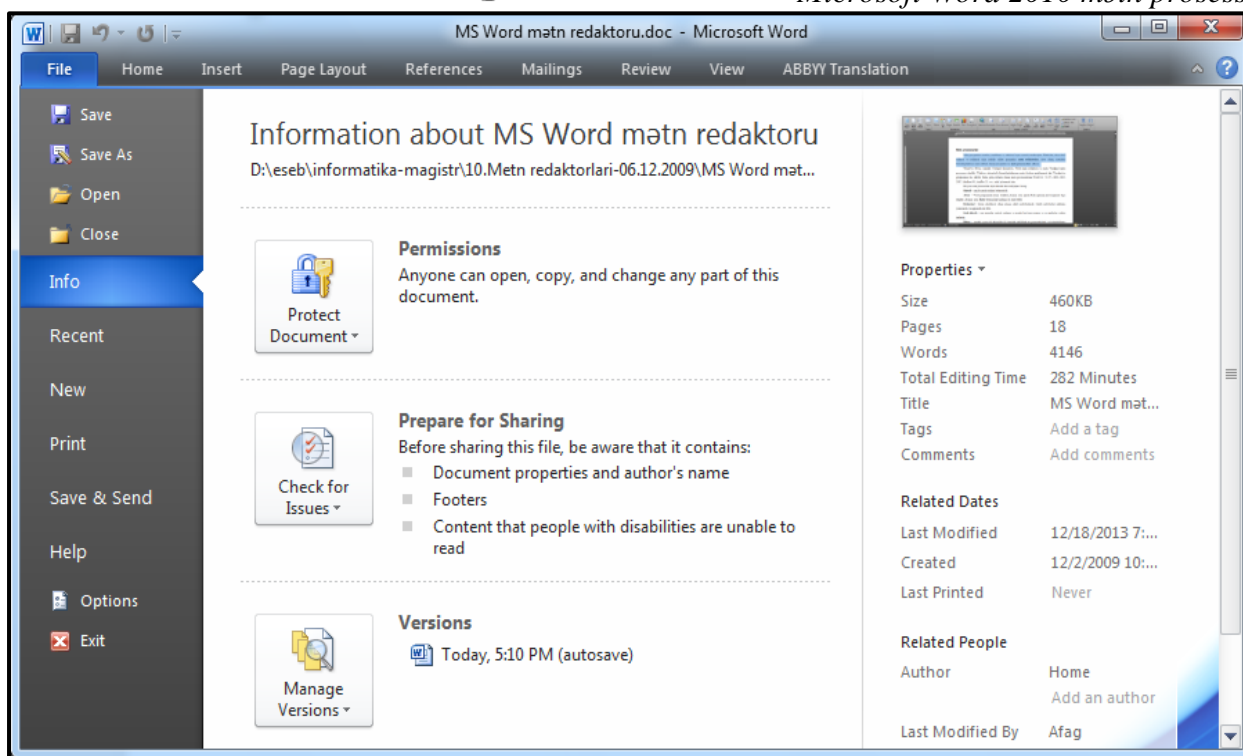 Microsoft Word 2010 mətn prosess
MS Word mətn redaktoru.doc - Microsoft Word
File Home Insert Page Layout References Mailings Review View ABBYY Translation
Save
Save As
Open
Close
Info
Recent
New
Print
Save & Send
Help
Options
Exit
Information about MS Word mətn redaktoru
D:\eseb\informatika-magistr\10.Metn redaktorlari-06.12.2009\MS Word mət...
Protect
Document
Permissions
Anyone can open, copy, and change any part of this
document.
Check for
Issues
Prepare for Sharing
Before sharing this file, be aware that it contains:
Document properties and author's name
Footers
Content that people with disabilities are unable to
read
Manage
Versions
Versions
Today, 5:10 PM (autosave)
Properties
Size 460KB
Pages 18
Words 4146
Total Editing Time 282 Minutes
Title MS Word mət...
Tags Add a tag
Comments Add comments
Related Dates
Last Modified 12/18/2013 7:...
Created 12/2/2009 10:...
Last Printed Never
Related People
Author Home
Add an author
Last Modified By Afag